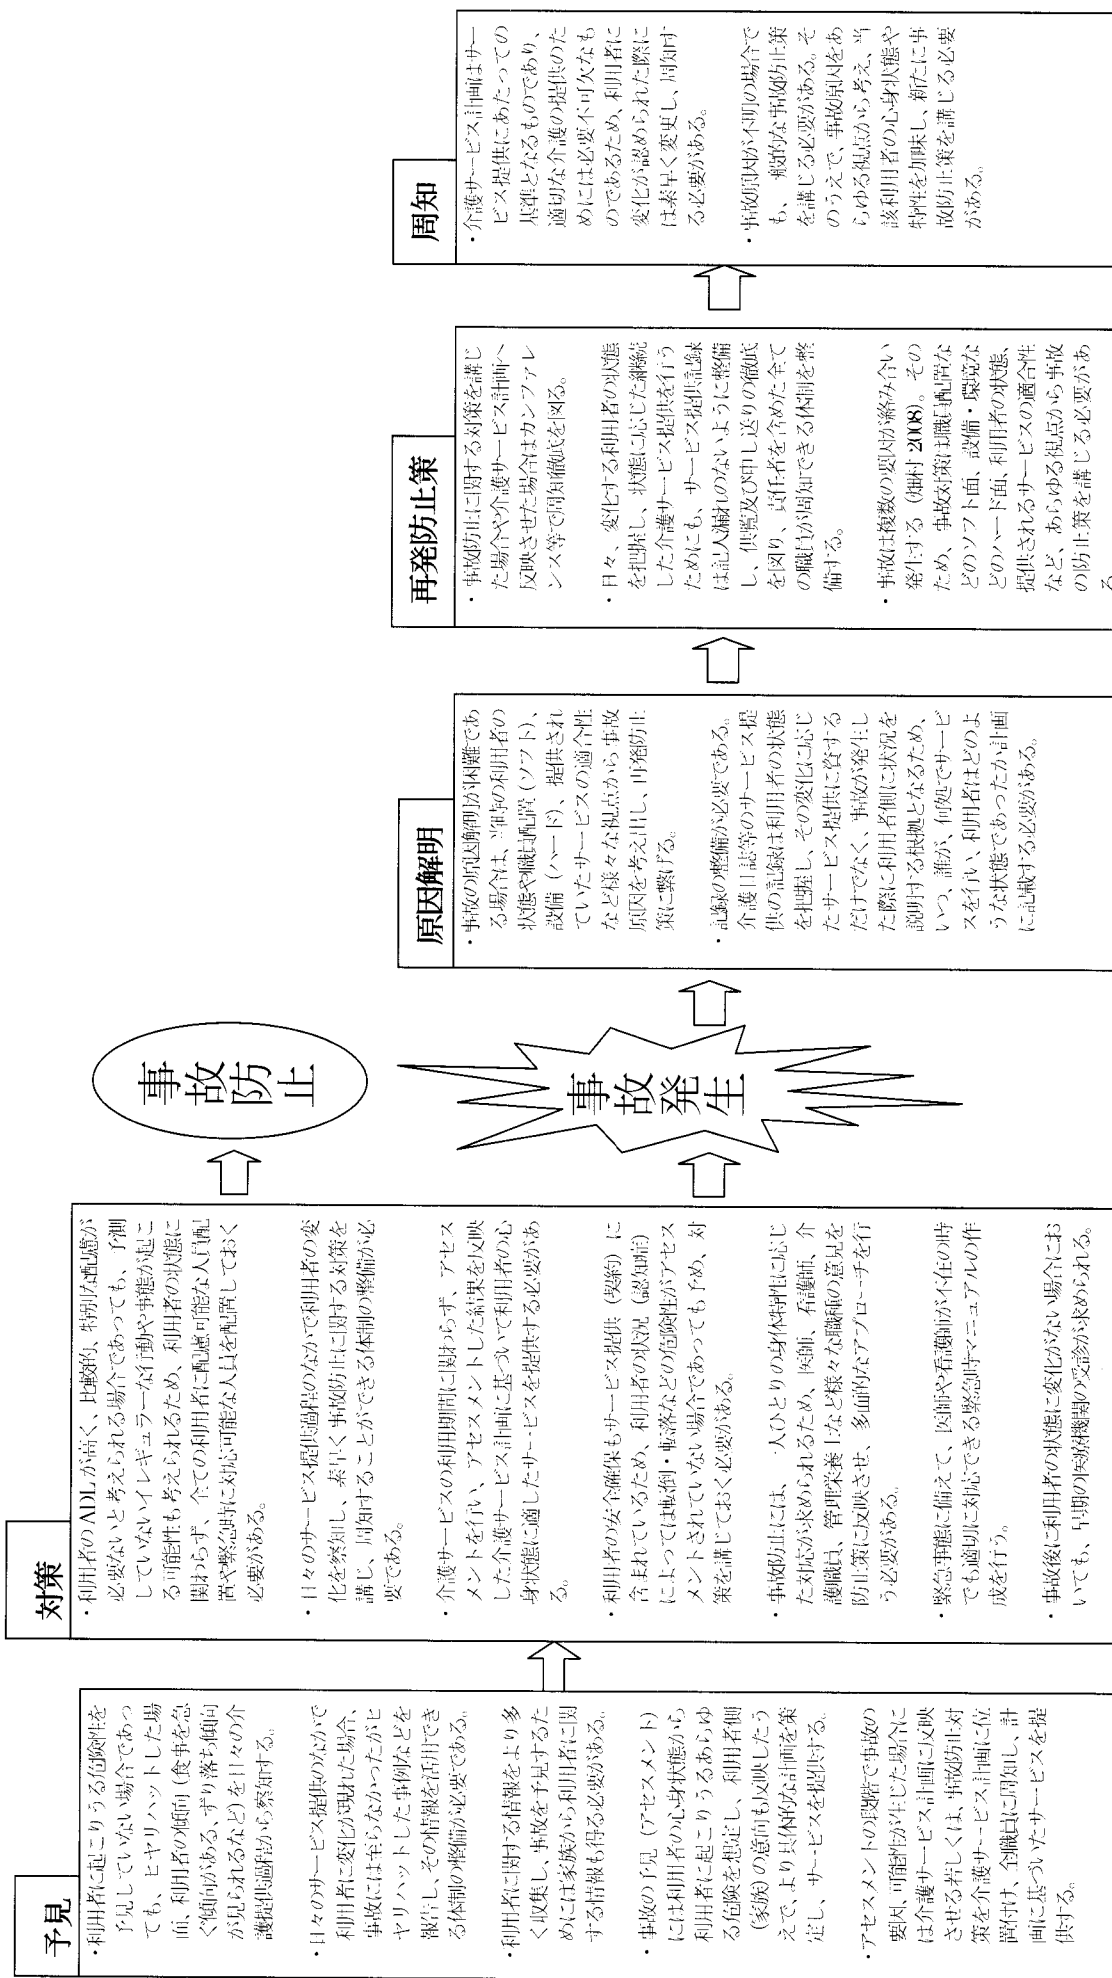 予見
・利用者に起こりうる危険性を
予見していない場合であっ
ても、ヒヤリハットした場
面、利用者の傾向（食事を急
ぐ傾向がある、ずり落ち傾向
が見られるなど）を日々の介
護提供過程から察知する。
・日々のサービス提供のなかで
利用者に変化が現れた場合、
事故には至らなかったがヒ
ヤリハットした事例などを
報告し、その情報を活用でき
る体制の整備が必要である。
・利用者に関する情報をより多
く収集し、事故を予見するた
めには家族から利用者に関
する情報も得る必要がある。
・事故の予見（アセスメント）
には利用者の心身状態から
利用者に起こりうるあらゆ
る危険を想定し、利用者側
（家族）の意向も反映したう
えで、より具体的な計画を策
定し、サービスを提供する。
・アセスメントの段階で事故の
要因、可能性が生じた場合に
は介護サービス計画に反映
させる若しくは、事故防止対
策を介護サービス計画に位
置付け、全職員に周知し、計
画に基づいたサービスを提
供する。
対策
・利用者のADLが高く、比較的、特別な配慮が
必要ないと考えられる場合であっても、予測
していないイレギュラーな行動や事態が起こ
る可能性も考えられるため、利用者の状態に
関わらず、全ての利用者に配慮可能な人員配
置や緊急時に対応可能な人員を配置しておく
必要がある。
・日々のサービス提供過程のなかで利用者の変
化を察知し、素早く事故防止に関する対策を
講じ、周知することができる体制の整備が必
要である。
・介護サービスの利用期間に関わらず、アセス
メントを行い、アセスメントした結果を反映
した介護サービス計画に基づいて利用者の心
身状態に適したサービスを提供する必要があ
る。
・利用者の安全確保もサービス提供（契約）に
含まれているため、利用者の状況（認知症）
によっては転倒・転落などの危険性がアセス
メントされていない場合であっても予め、対
策を講じておく必要がある。
・事故防止には、一人ひとりの身体特性に応じ
た対応が求められるため、医師、看護師、介
護職員、管理栄養士など様々な職種の意見を
防止策に反映させ、多面的なアプローチを行
う必要がある。
・緊急事態に備えて、医師や看護師が不在の時
でも適切に対応できる緊急時マニュアルの作
成を行う。
・事故後に利用者の状態に変化がない場合にお
いても、早期の医療機関の受診が求められる。
事故
防止
事故
発生
原因解明
・事故の原因解明が困難であ
る場合は、当時の利用者の
状態や職員配置（ソフト）、
設備（ハード）、提供され
ていたサービスの適合性
など様々な視点から事故
原因を考え出し、再発防止
策に繋げる。
・記録の整備が必要である。
介護日誌等のサービス提
供の記録は利用者の状態
を把握し、その変化に応じ
たサービス提供に資する
だけでなく、事故が発生し
た際に利用者側に状況を
説明する根拠となるため、
いつ、誰が、何処でサービ
スを行い、利用者はどのよ
うな状態であったか計画
に記載する必要がある。
再発防止策
・事故防止に関する対策を講じ
た場合や介護サービス計画へ
反映させた場合はカンファレ
ンス等で周知徹底を図る。
・日々、変化する利用者の状態
を把握し、状態に応じた継続
した介護サービス提供を行う
ためにも、サービス提供記録
は記入漏れのないように整備
し、供覧及び申し送りの徹底
を図り、責任者を含めた全て
の職員が周知できる体制を整
備する。
・事故は複数の要因が絡み合い
発生する（畑村 2008）。その
ため、事故対策は職員配置な
どのソフト面、設備・環境な
どのハード面、利用者の状態、
提供されるサービスの適合性
など、あらゆる視点から事故
の防止策を講じる必要があ
る
周知
・介護サービス計画はサー
ビス提供にあたっての
基準となるものであり、
適切な介護の提供のた
めには必要不可欠なも
のであるため、利用者に
変化が認められた際に
は素早く変更し、周知す
る必要がある。
・事故原因が不明の場合で
も、一般的な事故防止策
を講じる必要がある。そ
のうえで、事故原因をあ
らゆる視点から考え、当
該利用者の心身状態や
特性を加味し、新たに事
故防止策を講じる必要
がある。